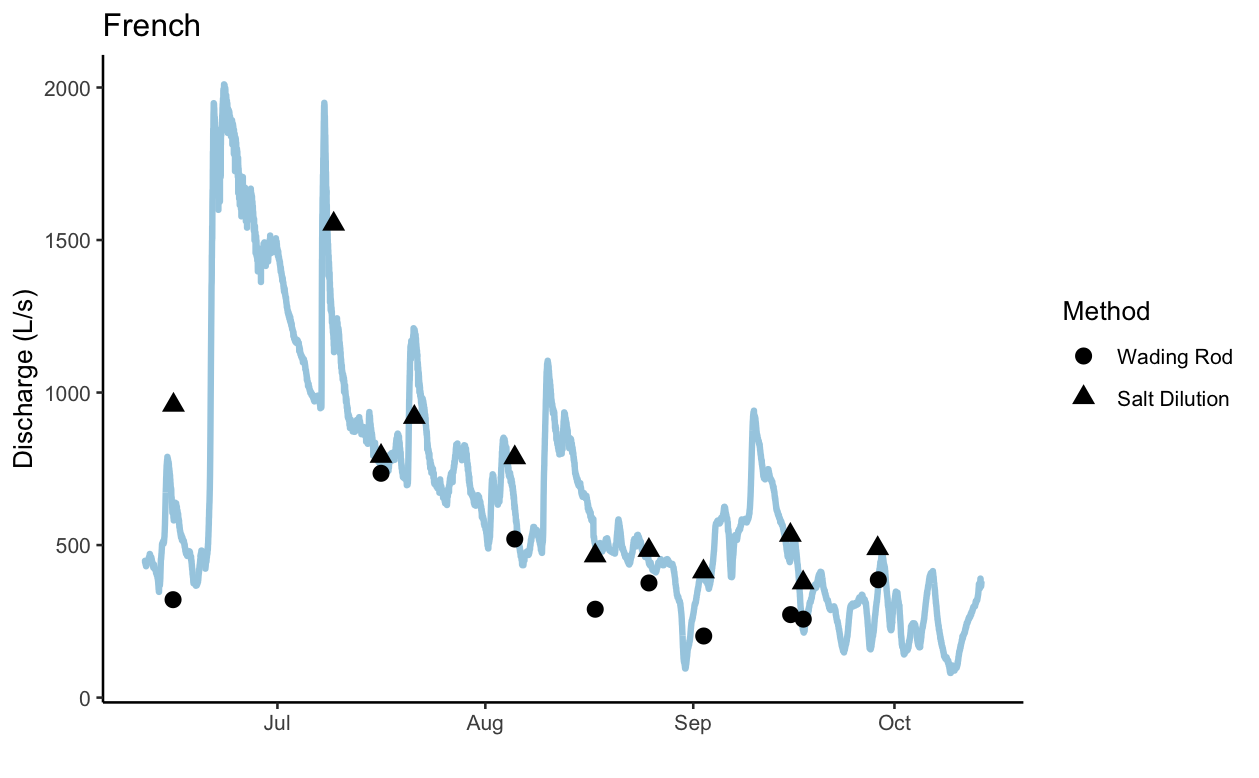 French
2000
1500
1000
500
0
Discharge (L/s)
Jul Aug Sep Oct
Method
Wading Rod
Salt Dilution